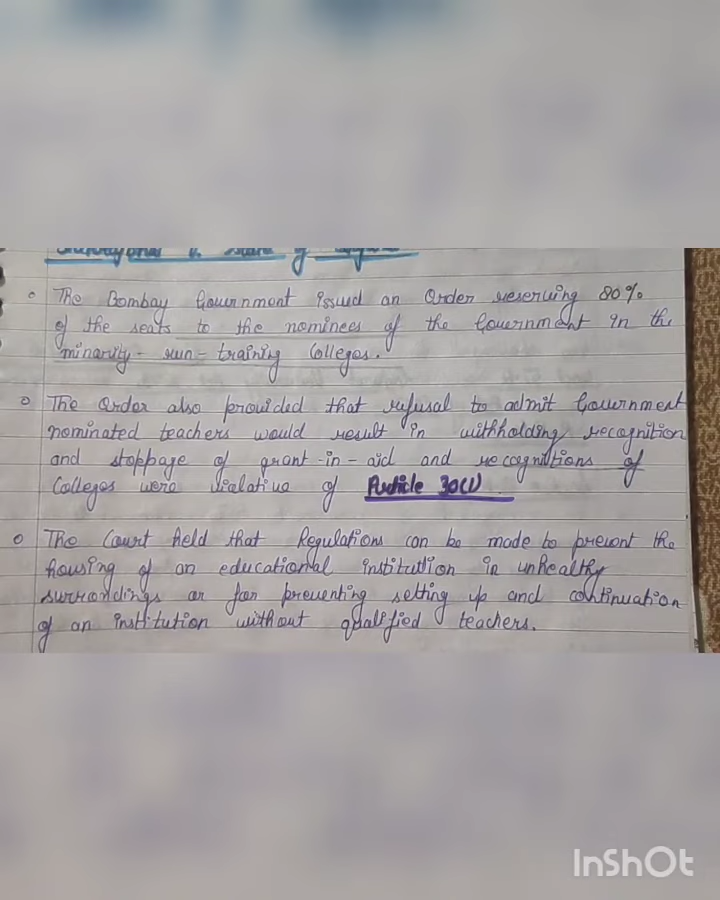 v. State of
The Bombay Government issued an Order reserving 80%
of the seats to the nominees of the Government in the
minority-run-training Colleges.
The Order also provided that refusal to admit Government
nominated teachers would result in withholding recognition
and stoppage of grant-in-aid and recognitions of
Colleges were vialative of Article 30(1)
The Court held that Regulations can be made to prevent the
housing of an educational institution in unhealthy
surrondings or for preventing setting up and continuation
of an institution without qualified teachers.
InShOt